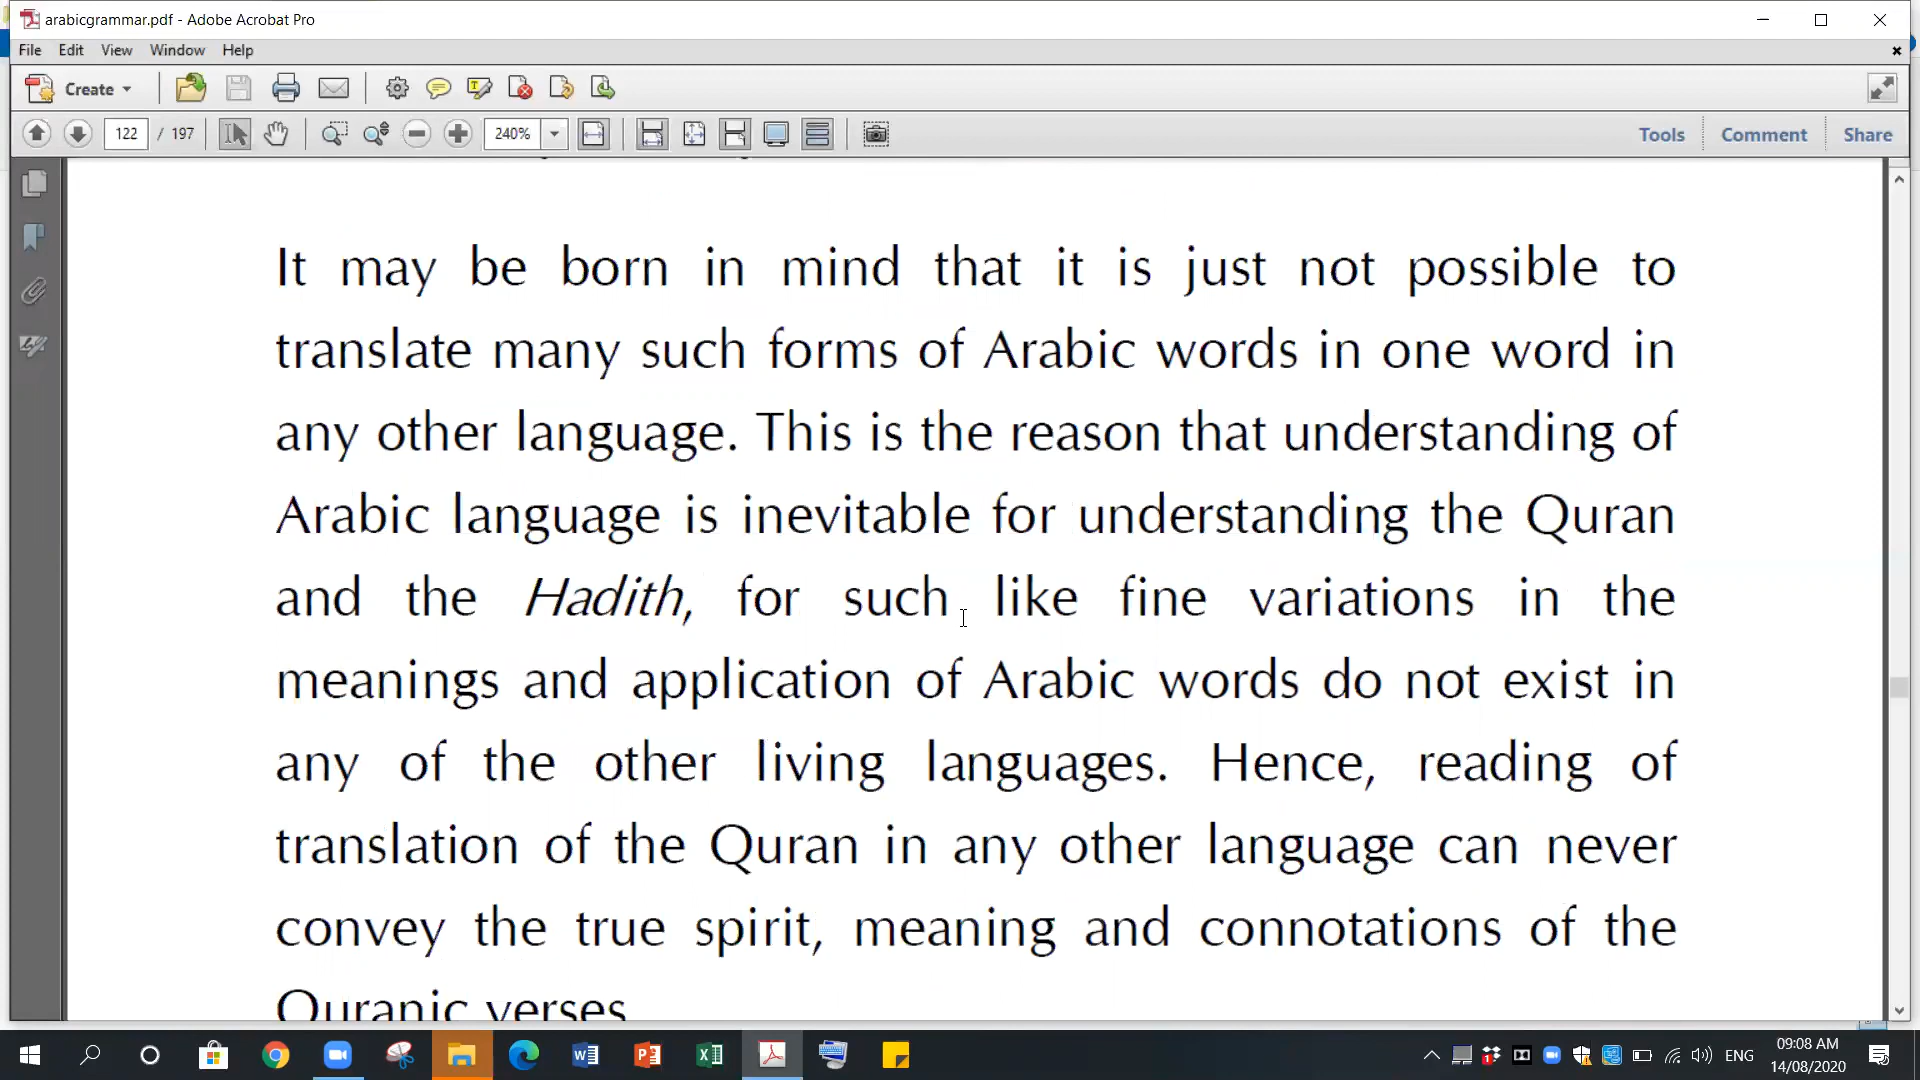 arabicgrammar.pdf - Adobe Acrobat Pro
File Edit View Window Help
Create
122 / 197 240% Tools Comment Share
It may be born in mind that it is just not possible to
translate many such forms of Arabic words in one word in
any other language. This is the reason that understanding of
Arabic language is inevitable for understanding the Quran
and the Hadith, for such like fine variations in the
meanings and application of Arabic words do not exist in
any of the other living languages. Hence, reading of
translation of the Quran in any other language can never
convey the true spirit, meaning and connotations of the
Quranic verses
ENG 09:08 AM
14/08/2020